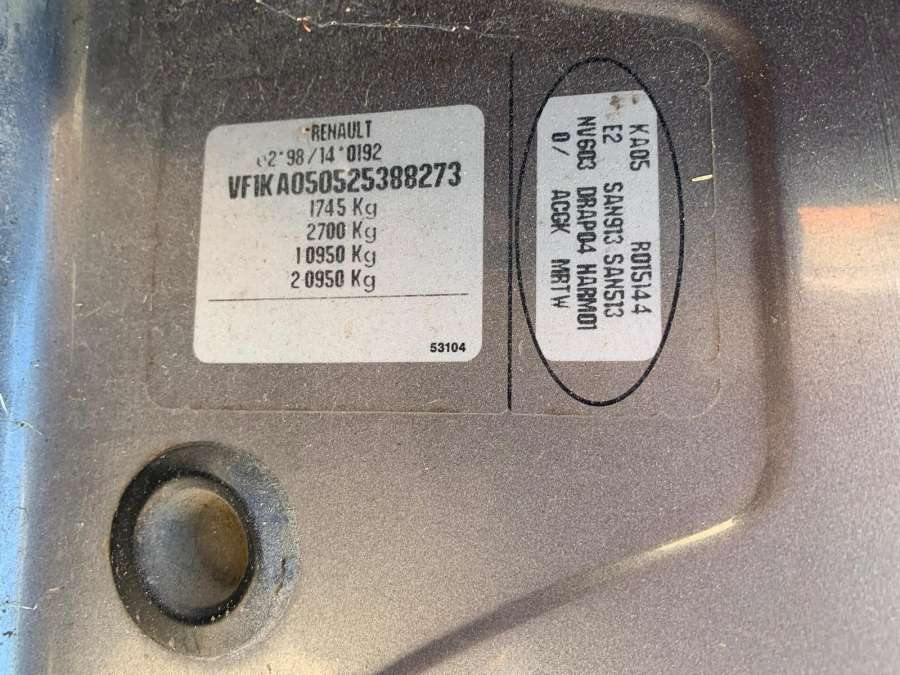 RENAULT
e2*98/14*0192
VF1KA050525388273
1745 Kg
2700 Kg
1 0950 Kg
2 0950 Kg
53104
KA05 R015144
E2 SAN913 SAN513
NV603 DRAP04 HARM01
0/ ACGK MRTW